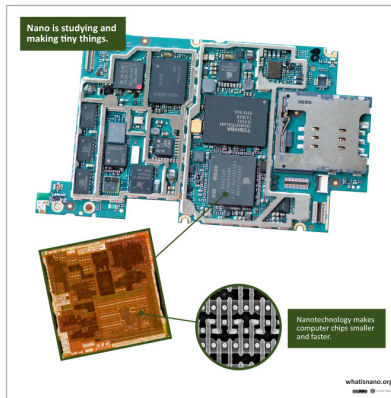 Nano is studying and
making tiny things.
TOSHIBA
Nanotechnology makes
computer chips smaller
and faster.
whatisnano.org